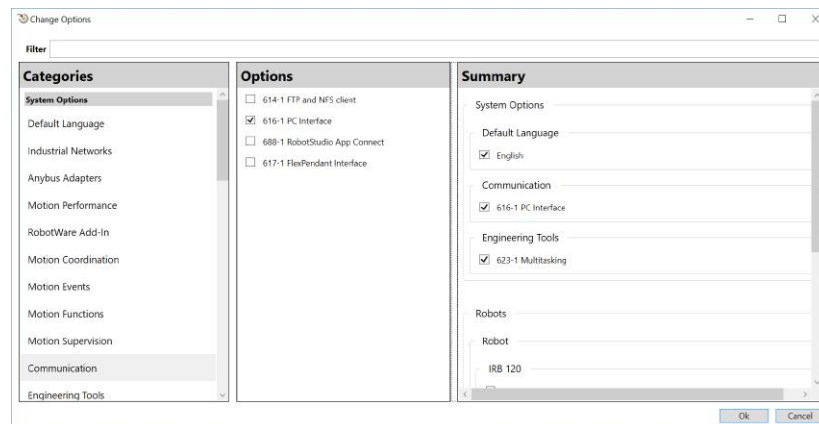 Change Options
Filter
Categories
System Options
Default Language
Industrial Networks
Anybus Adapters
Motion Performance
RobotWare Add-In
Motion Coordination
Motion Events
Motion Functions
Motion Supervision
Communication
Engineering Tools
Options
614-1 FTP and NFS client
616-1 PC Interface
688-1 RobotStudio App Connect
617-1 FlexPendant Interface
Summary
System Options
Default Language
English
Communication
616-1 PC Interface
Engineering Tools
623-1 Multitasking
Robots
Robot
IRB 120
Ok Cancel